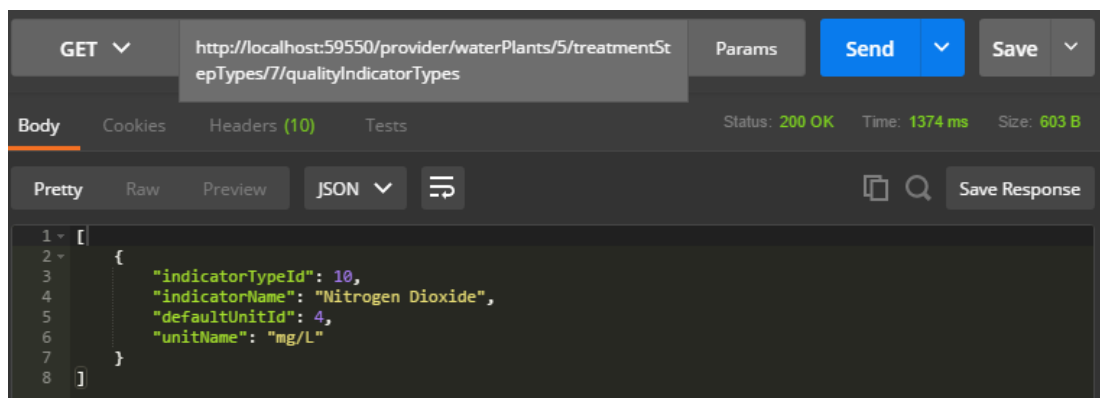 GET http://localhost:59550/provider/waterPlants/5/treatmentSt Params Send Save
epTypes/7/qualityIndicatorTypes
Body Cookies Headers (10) Tests Status: 200 OK Time: 1374 ms Size: 603 B
Pretty Raw Preview JSON Save Response
1 [
2 {
3 "indicatorTypeId": 10,
4 "indicatorName": "Nitrogen Dioxide",
5 "defaultUnitId": 4,
6 "unitName": "mg/L"
7 }
8 ]